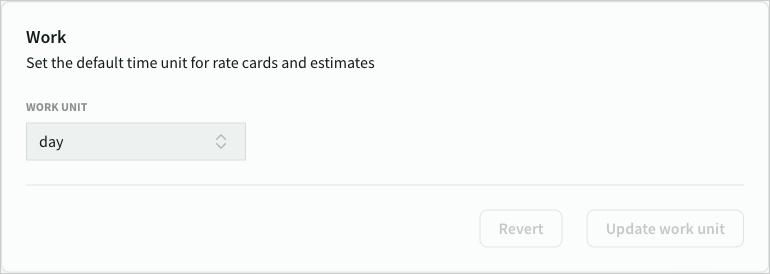 Work
Set the default time unit for rate cards and estimates
WORK UNIT
day
Revert
Update work unit